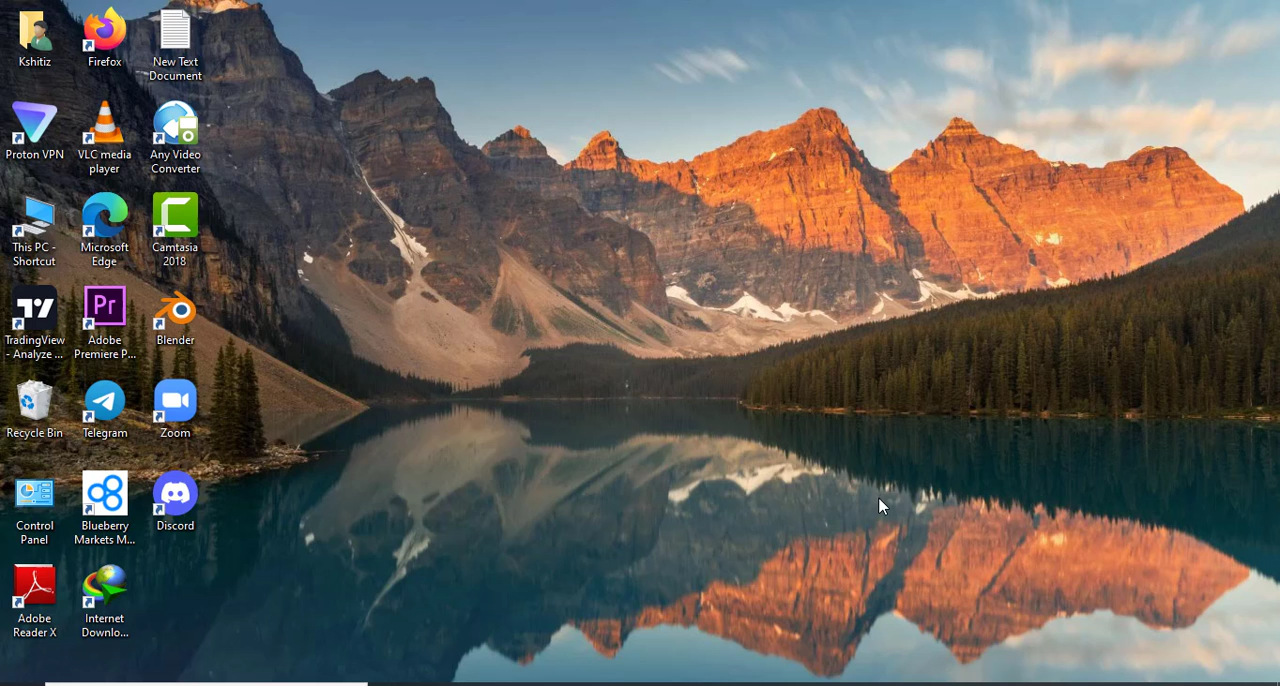 Kshitiz
Firefox
New Text
Document
Proton VPN
VLC media
player
Any Video
Converter
This PC -
Shortcut
Microsoft
Edge
Camtasia
2018
TradingView
- Analyze ...
Pr
Adobe
Premiere P...
Blender
Recycle Bin
Telegram
Zoom
Control
Panel
Blueberry
Markets M...
Discord
Adobe
Reader X
Internet
Downlo...